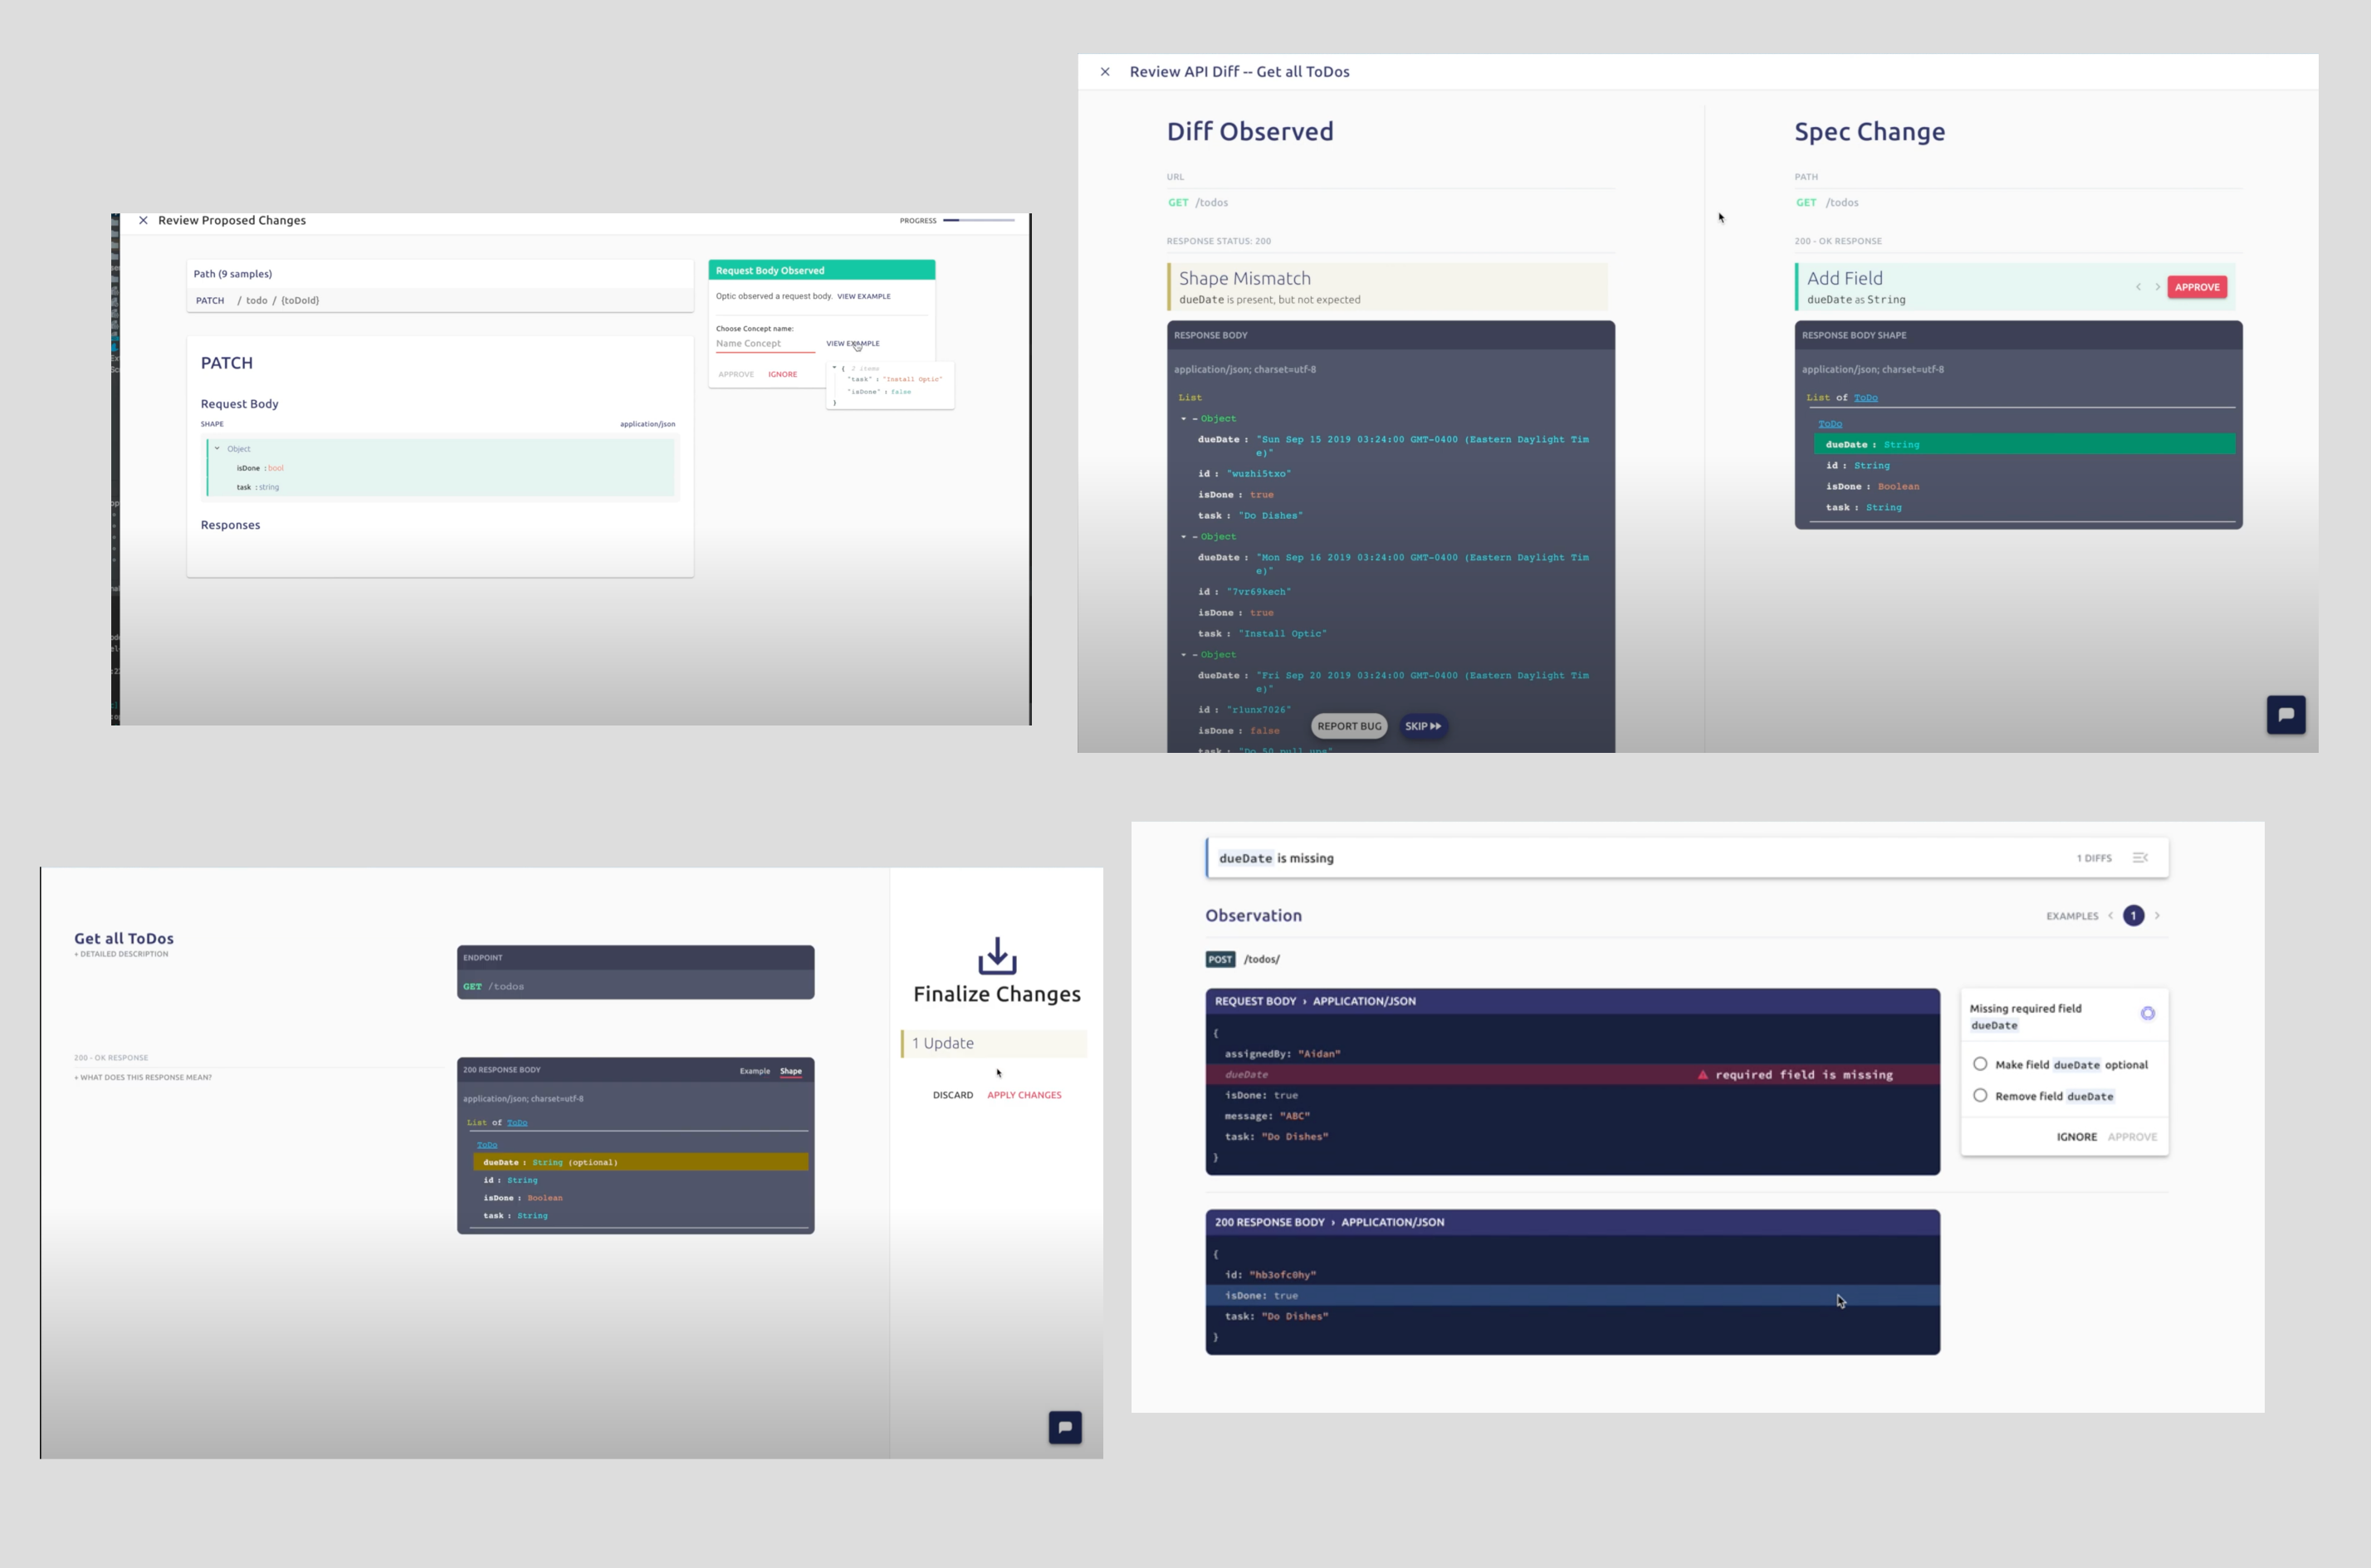 Review Proposed Changes
PROGRESS
Path (9 samples)
PATCH / todo / {toDoId}
PATCH
Request Body
SHAPE
application/json
Object
isDone : bool
task : string
Responses
Request Body Observed
Optic observed a request body. VIEW EXAMPLE
Choose Concept name:
Name Concept
VIEW EXAMPLE
APPROVE IGNORE
{ 2 items
"task" : "Install Optic"
"isDone" : false
}
Review API Diff -- Get all ToDos
Diff Observed
URL
GET /todos
RESPONSE STATUS: 200
Shape Mismatch
dueDate is present, but not expected
RESPONSE BODY
application/json; charset=utf-8
List
- Object
dueDate : "Sun Sep 15 2019 03:24:00 GMT-0400 (Eastern Daylight Tim
e)"
id : "wuzhi5txo"
isDone : true
task : "Do Dishes"
- Object
dueDate : "Mon Sep 16 2019 03:24:00 GMT-0400 (Eastern Daylight Tim
e)"
id : "7vr69kech"
isDone : true
task : "Install Optic"
- Object
dueDate : "Fri Sep 20 2019 03:24:00 GMT-0400 (Eastern Daylight Tim
e)"
id : "r1unx7026"
isDone : false
task : "Do 50 pull ups"
REPORT BUG
SKIP
Spec Change
PATH
GET /todos
200 - OK RESPONSE
Add Field
dueDate as String
APPROVE
RESPONSE BODY SHAPE
application/json; charset=utf-8
List of ToDo
ToDo
dueDate : String
id : String
isDone : Boolean
task : String
Get all ToDos
+ DETAILED DESCRIPTION
ENDPOINT
GET /todos
200 - OK RESPONSE
+ WHAT DOES THIS RESPONSE MEAN?
200 RESPONSE BODY
Example Shape
application/json; charset=utf-8
List of ToDo
ToDo
dueDate : String (optional)
id : String
isDone : Boolean
task : String
Finalize Changes
1 Update
DISCARD APPLY CHANGES
dueDate is missing
1 DIFFS
Observation
EXAMPLES < 1 >
POST /todos/
REQUEST BODY › APPLICATION/JSON
{
assignedBy: "Aidan"
dueDate
required field is missing
isDone: true
message: "ABC"
task: "Do Dishes"
}
Missing required field
dueDate
Make field dueDate optional
Remove field dueDate
IGNORE APPROVE
200 RESPONSE BODY › APPLICATION/JSON
{
id: "hb3ofc0hy"
isDone: true
task: "Do Dishes"
}